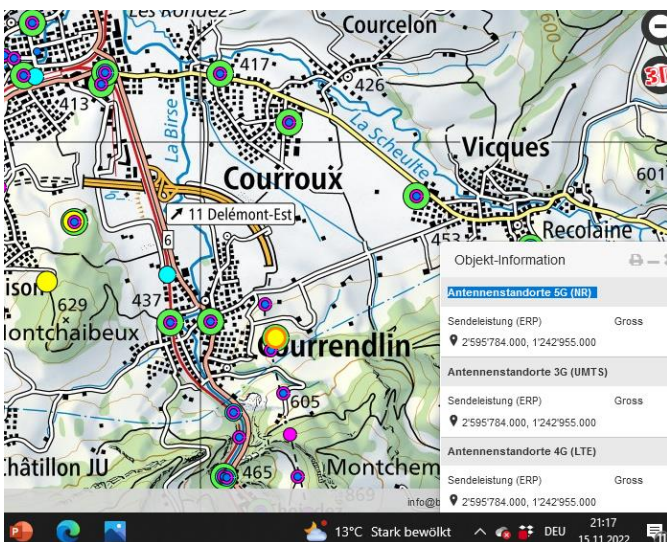 Les Rondez
Courcelon
600
417
426
413
La Birse
La Scheulte
Vicques
601
Courroux
11 Delémont-Est
6
453
Recolaine
629
437
ontchaibeux
Courrendlin
605
Châtillon JU
465
Montchem
869
info@b
Objekt-Information
Antennenstandorte 5G (NR)
Sendeleistung (ERP) Gross
2'595'784.000, 1'242'955.000
Antennenstandorte 3G (UMTS)
Sendeleistung (ERP) Gross
2'595'784.000, 1'242'955.000
Antennenstandorte 4G (LTE)
Sendeleistung (ERP) Gross
2'595'784.000, 1'242'955.000
13°C Stark bewölkt DEU 21:17
15.11.2022